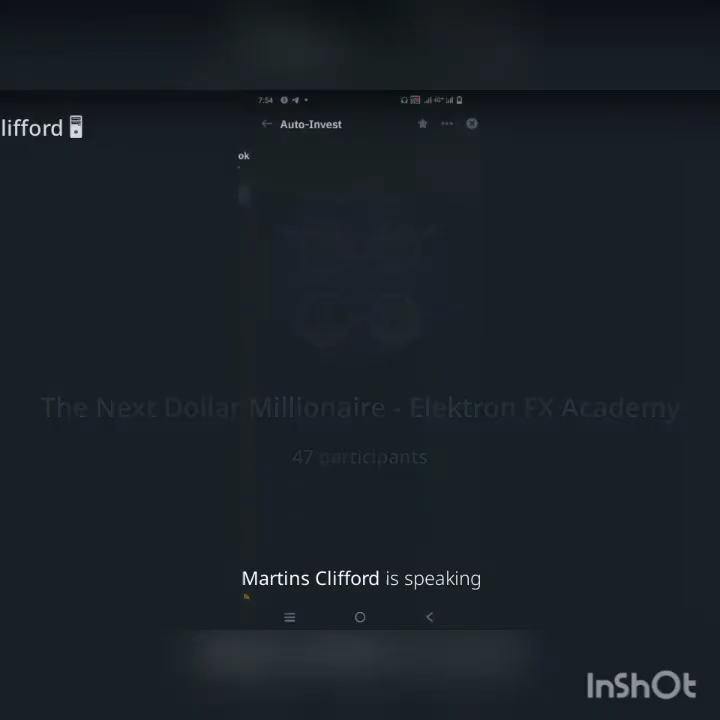 7:54
lifford
Auto-Invest
ok
The Next Dollar Millionaire - Elektron FX Academy
47 participants
Martins Clifford is speaking
InShOt